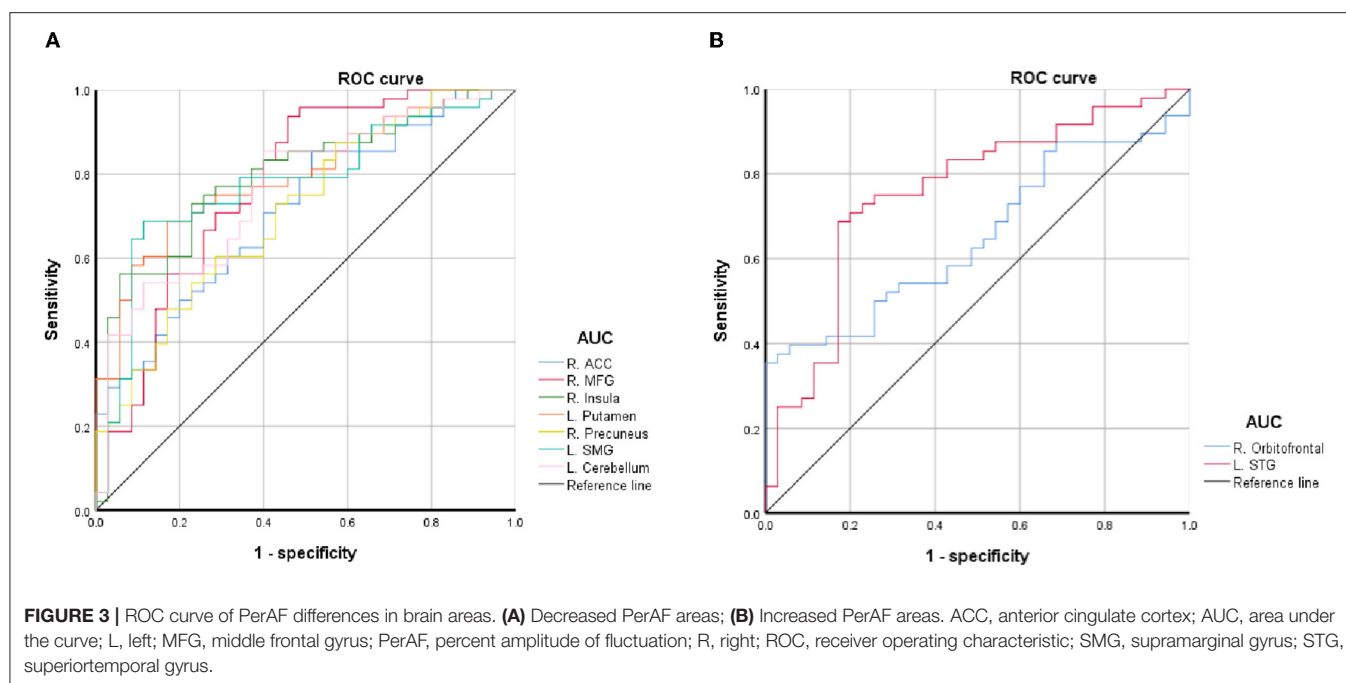 A
ROC curve
1.0
0.8
0.6
0.4
0.2
0.0
Sensitivity
0.0
0.2
0.4
0.6
0.8
1.0
1 - specificity
AUC
R. ACC
R. MFG
R. Insula
L. Putamen
R. Precuneus
L. SMG
L. Cerebellum
Reference line
B
ROC curve
1.0
0.8
0.6
0.4
0.2
0.0
Sensitivity
0.0
0.2
0.4
0.6
0.8
1.0
1 - specificity
AUC
R. Orbitofrontal
L. STG
Reference line
FIGURE 3 | ROC curve of PerAF differences in brain areas. (A) Decreased PerAF areas; (B) Increased PerAF areas. ACC, anterior cingulate cortex; AUC, area under
the curve; L, left; MFG, middle frontal gyrus; PerAF, percent amplitude of fluctuation; R, right; ROC, receiver operating characteristic; SMG, supramarginal gyrus; STG,
superiortemporal gyrus.